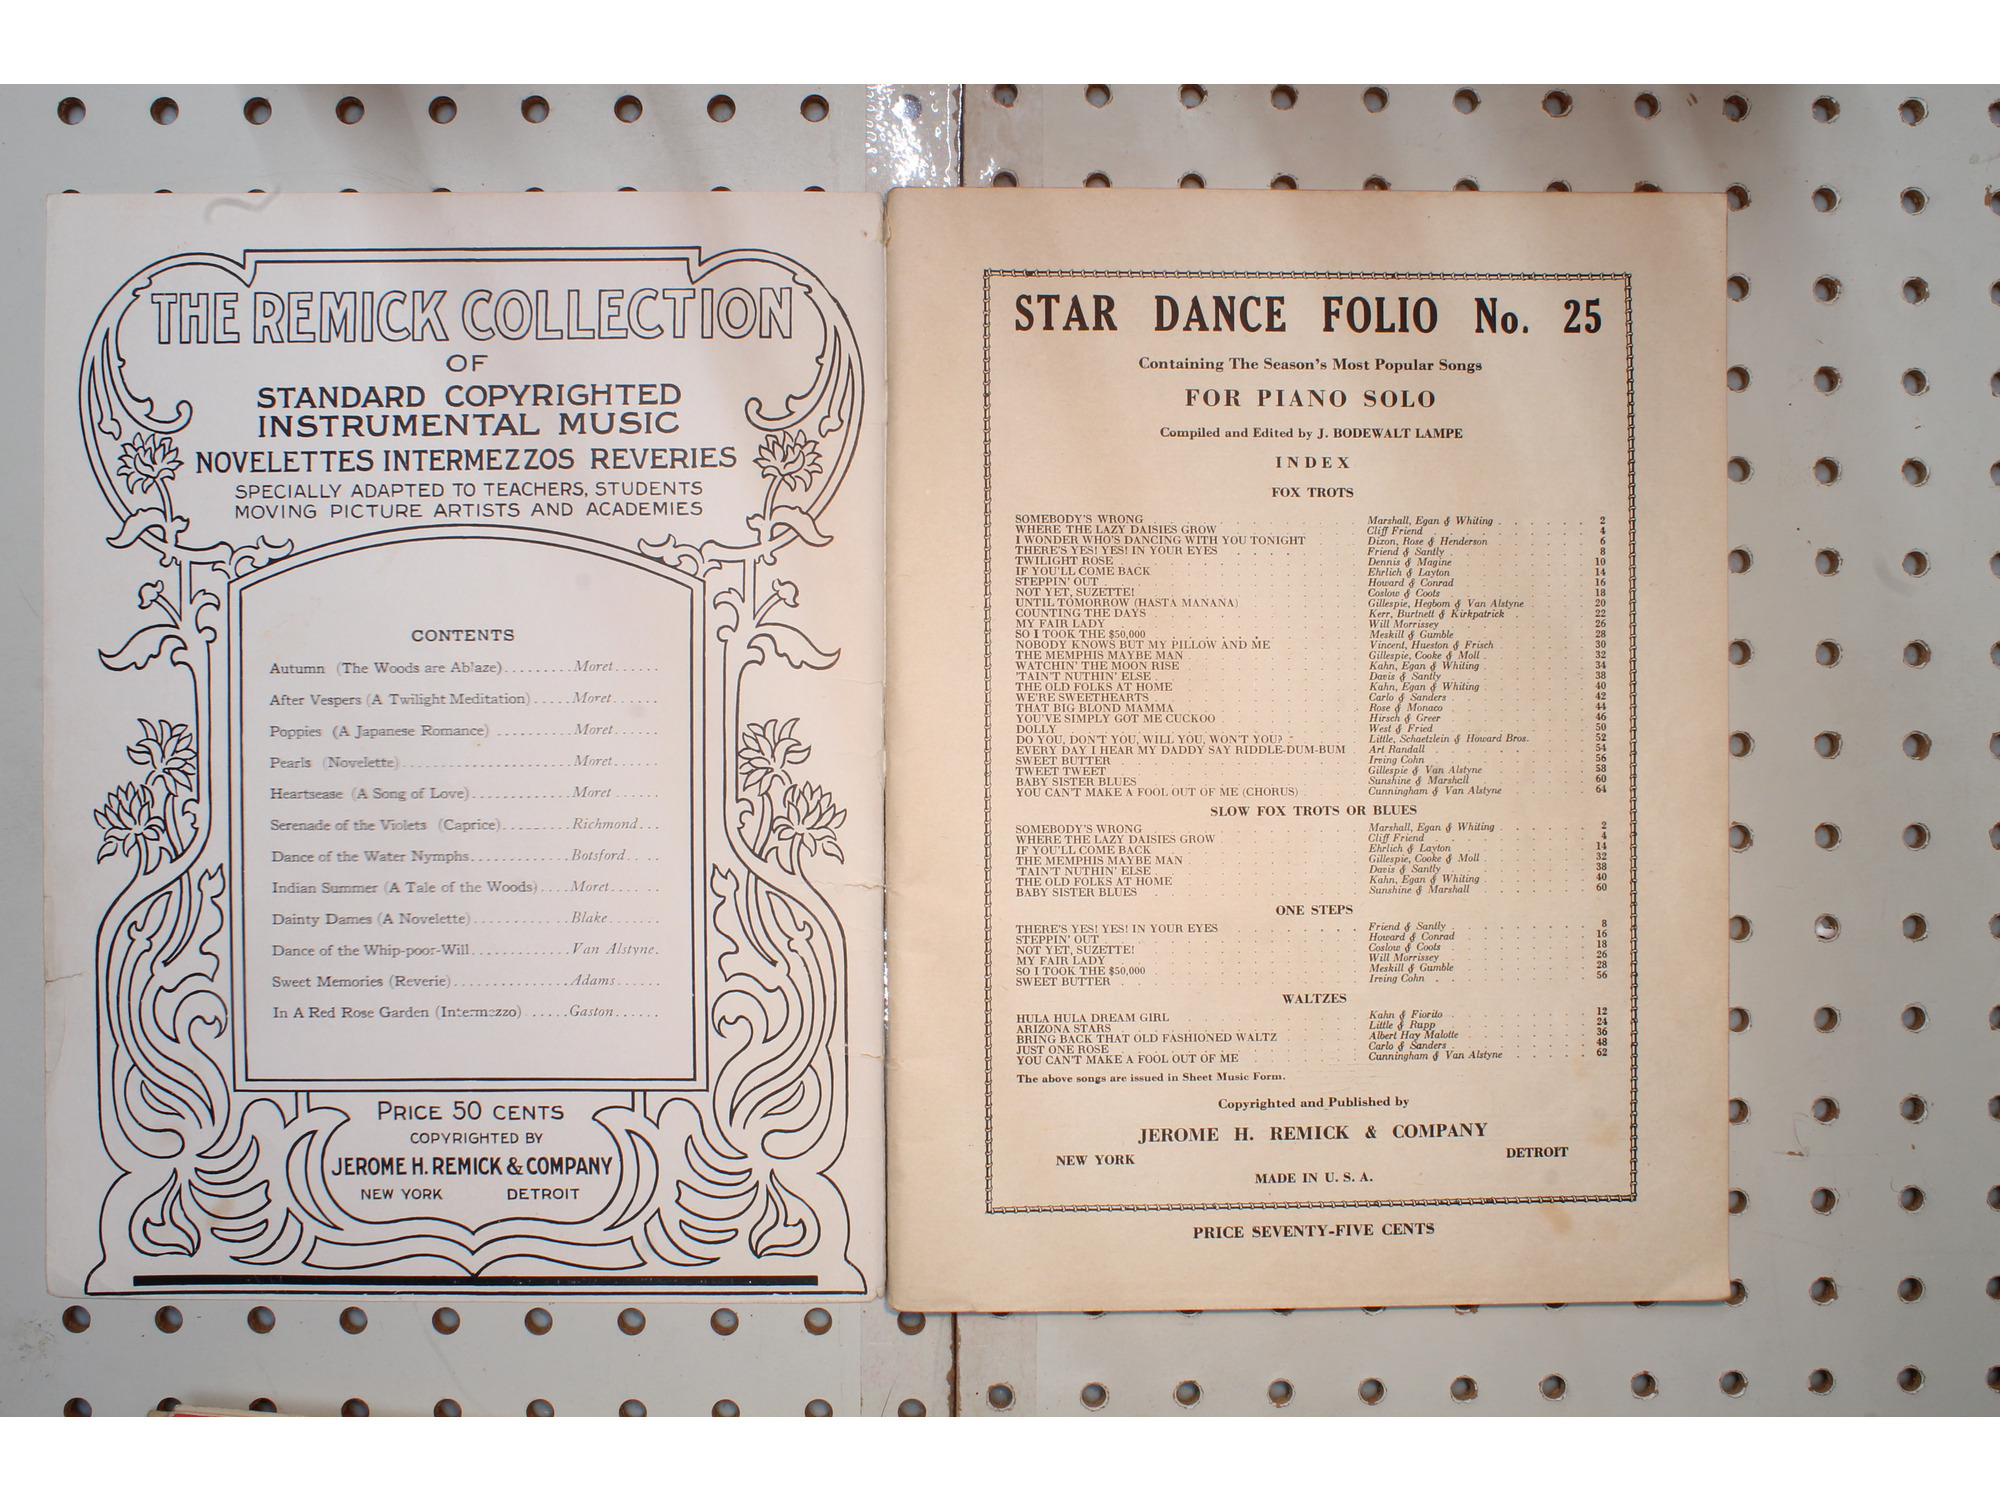 THE REMICK COLLECTION
OF
STANDARD COPYRIGHTED
INSTRUMENTAL MUSIC
NOVELETTES INTERMEZZOS REVERIES
SPECIALLY ADAPTED TO TEACHERS, STUDENTS
MOVING PICTURE ARTISTS AND ACADEMIES
CONTENTS
Autumn (The Woods are Ablaze).........Moret......
After Vespers (A Twilight Meditation).....Moret......
Poppies (A Japanese Romance) .........Moret......
Pearls (Novelette)....................Moret......
Heartsease (A Song of Love)............Moret......
Serenade of the Violets (Caprice).........Richmond...
Dance of the Water Nymphs............Botsford....
Indian Summer (A Tale of the Woods)....Moret......
Dainty Dames (A Novelette)............Blake.......
Dance of the Whip-poor-Will............Van Alstyne.
Sweet Memories (Reverie)..............Adams......
In A Red Rose Garden (Intermezzo)......Gaston......
PRICE 50 CENTS
COPYRIGHTED BY
JEROME H. REMICK & COMPANY
NEW YORK DETROIT
STAR DANCE FOLIO No. 25
Containing The Season's Most Popular Songs
FOR PIANO SOLO
Compiled and Edited by J. BODEWALT LAMPE
INDEX
FOX TROTS
SOMEBODY'S WRONG Marshall, Egan & Whiting 2
WHERE THE LAZY DAISIES GROW Cliff Friend 4
I WONDER WHO'S DANCING WITH YOU TONIGHT Dixon, Rose & Henderson 6
THERE'S YES! YES! IN YOUR EYES Friend & Santly 8
TWILIGHT ROSE Dennis & Magine 10
IF YOU'LL COME BACK Ehrlich & Layton 14
STEPPIN' OUT Howard & Conrad 16
NOT YET, SUZETTE! Coslow & Coots 18
UNTIL TOMORROW (HASTA MANANA) Gillespie, Hegbom & Van Alstyne 20
COUNTING THE DAYS Kerr, Burtnett & Kirkpatrick 22
MY FAIR LADY Will Morrissey 26
SO I TOOK THE $50,000 Meskill & Gumble 28
NOBODY KNOWS BUT MY PILLOW AND ME Vincent, Hueston & Frisch 30
THE MEMPHIS MAYBE MAN Gillespie, Cooke & Moll 32
WATCHIN' THE MOON RISE Kahn, Egan & Whiting 34
'TAIN'T NUTHIN' ELSE Davis & Santly 38
THE OLD FOLKS AT HOME Kahn, Egan & Whiting 40
WE'RE SWEETHEARTS Carlo & Sanders 42
THAT BIG BLOND MAMMA Rose & Monaco 44
YOU'VE SIMPLY GOT ME CUCKOO Hirsch & Greer 46
DOLLY West & Fried 50
DO YOU, DON'T YOU, WILL YOU, WON'T YOU? Little, Schaetzlein & Howard Bros. 52
EVERY DAY I HEAR MY DADDY SAY RIDDLE-DUM-BUM Art Randall 54
SWEET BUTTER Irving Cohn 56
TWEET TWEET Gillespie & Van Alstyne 58
BABY SISTER BLUES Sunshine & Marshall 60
YOU CAN'T MAKE A FOOL OUT OF ME (CHORUS) Cunningham & Van Alstyne 64
SLOW FOX TROTS OR BLUES
SOMEBODY'S WRONG Marshall, Egan & Whiting 2
WHERE THE LAZY DAISIES GROW Cliff Friend 4
IF YOU'LL COME BACK Ehrlich & Layton 14
THE MEMPHIS MAYBE MAN Gillespie, Cooke & Moll 32
'TAIN'T NUTHIN' ELSE Davis & Santly 38
THE OLD FOLKS AT HOME Kahn, Egan & Whiting 40
BABY SISTER BLUES Sunshine & Marshall 60
ONE STEPS
THERE'S YES! YES! IN YOUR EYES Friend & Santly 8
STEPPIN' OUT Howard & Conrad 16
NOT YET, SUZETTE! Coslow & Coots 18
MY FAIR LADY Will Morrissey 26
SO I TOOK THE $50,000 Meskill & Gumble 28
SWEET BUTTER Irving Cohn 56
WALTZES
HULA HULA DREAM GIRL Kahn & Fiorito 12
ARIZONA STARS Little & Rupp 24
BRING BACK THAT OLD FASHIONED WALTZ Albert Hay Malotte 36
JUST ONE ROSE Carlo & Sanders 48
YOU CAN'T MAKE A FOOL OUT OF ME Cunningham & Van Alstyne 62
The above songs are issued in Sheet Music Form.
Copyrighted and Published by
JEROME H. REMICK & COMPANY
NEW YORK DETROIT
MADE IN U. S. A.
PRICE SEVENTY-FIVE CENTS